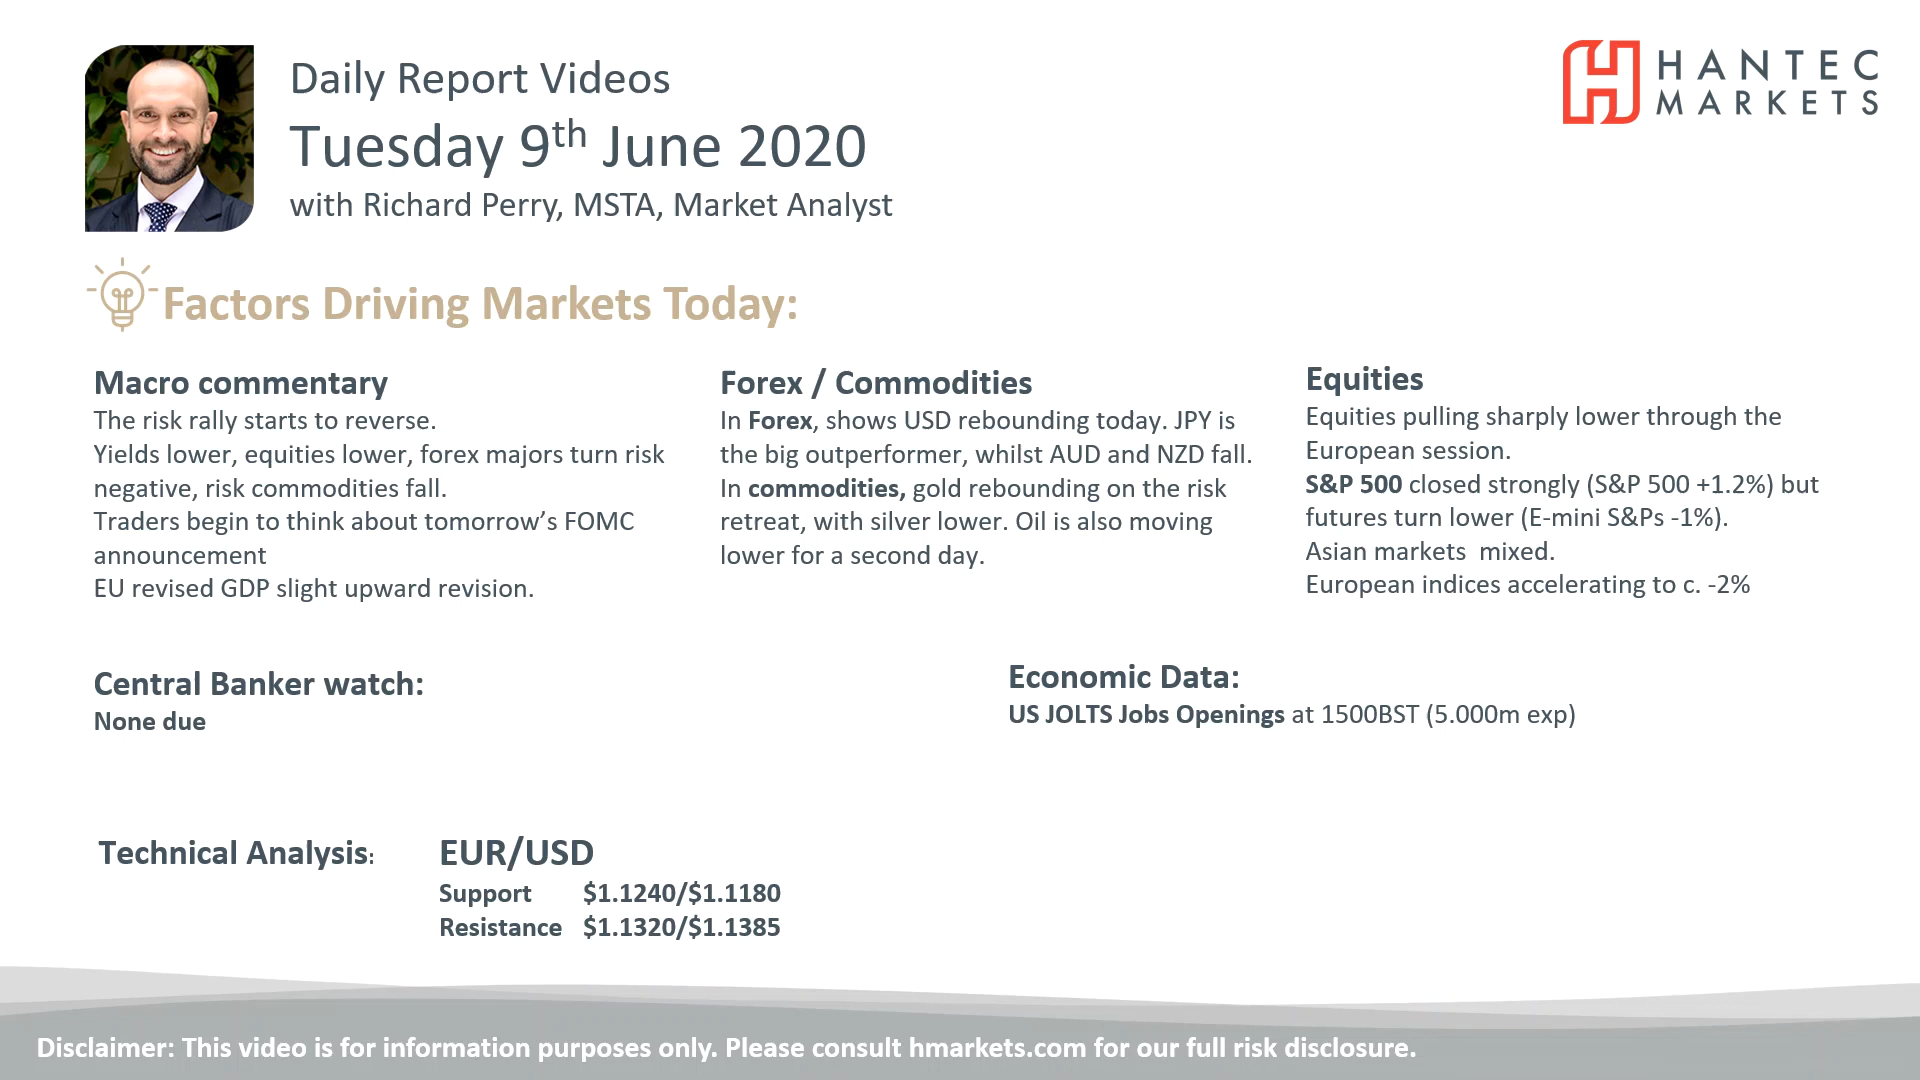 Daily Report Videos
Tuesday 9th June 2020
with Richard Perry, MSTA, Market Analyst
HANTEC
MARKETS
Factors Driving Markets Today:
Macro commentary
The risk rally starts to reverse.
Yields lower, equities lower, forex majors turn risk
negative, risk commodities fall.
Traders begin to think about tomorrow’s FOMC
announcement
EU revised GDP slight upward revision.
Forex / Commodities
In Forex, shows USD rebounding today. JPY is
the big outperformer, whilst AUD and NZD fall.
In commodities, gold rebounding on the risk
retreat, with silver lower. Oil is also moving
lower for a second day.
Equities
Equities pulling sharply lower through the
European session.
S&P 500 closed strongly (S&P 500 +1.2%) but
futures turn lower (E-mini S&Ps -1%).
Asian markets  mixed.
European indices accelerating to c. -2%
Central Banker watch:
None due
Economic Data:
US JOLTS Jobs Openings at 1500BST (5.000m exp)
Technical Analysis:
EUR/USD
Support $1.1240/$1.1180
Resistance $1.1320/$1.1385
Disclaimer: This video is for information purposes only. Please consult hmarkets.com for our full risk disclosure.